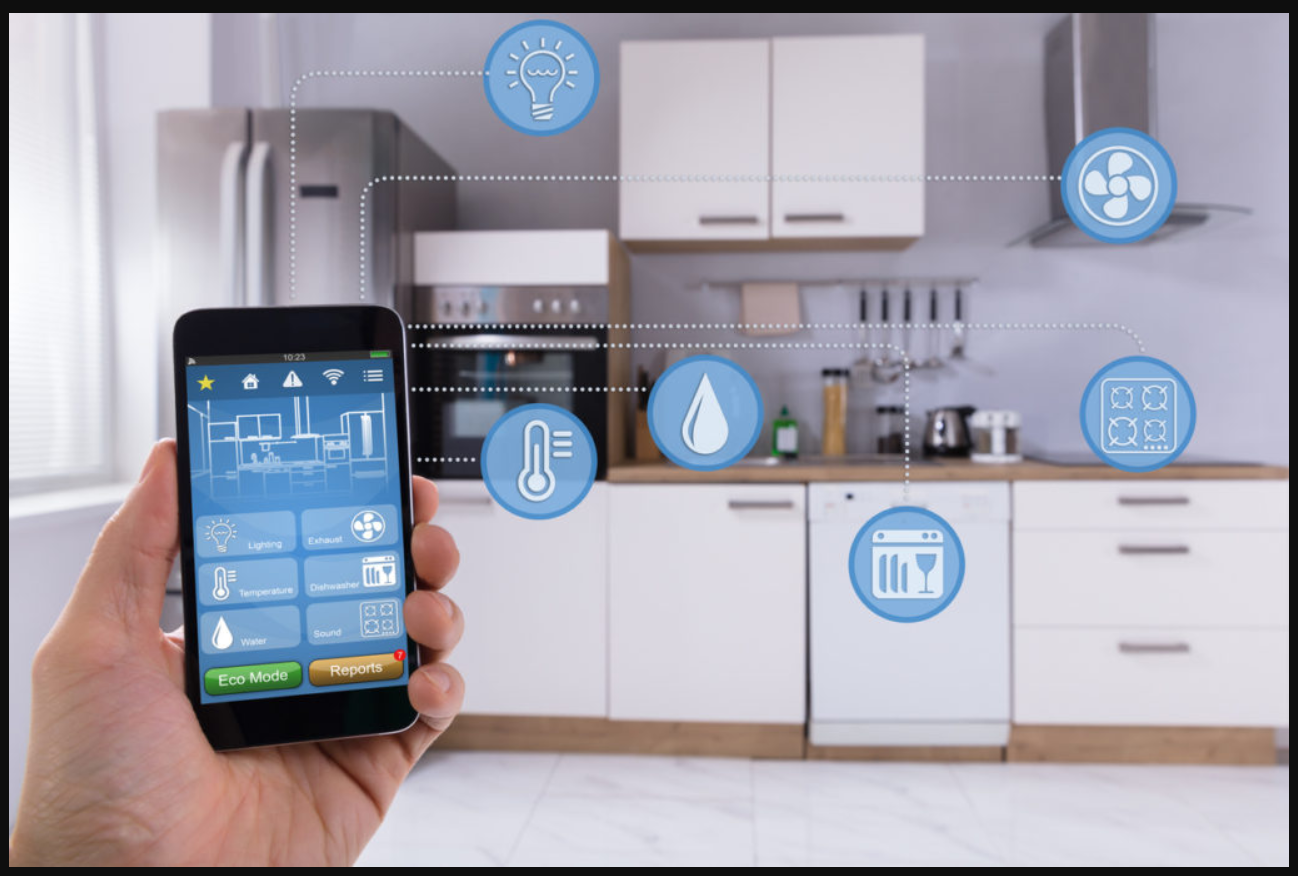 10:23
Lighting
Exhaust
Temperature
Dishwasher
Water
Sound
Eco Mode
Reports
7